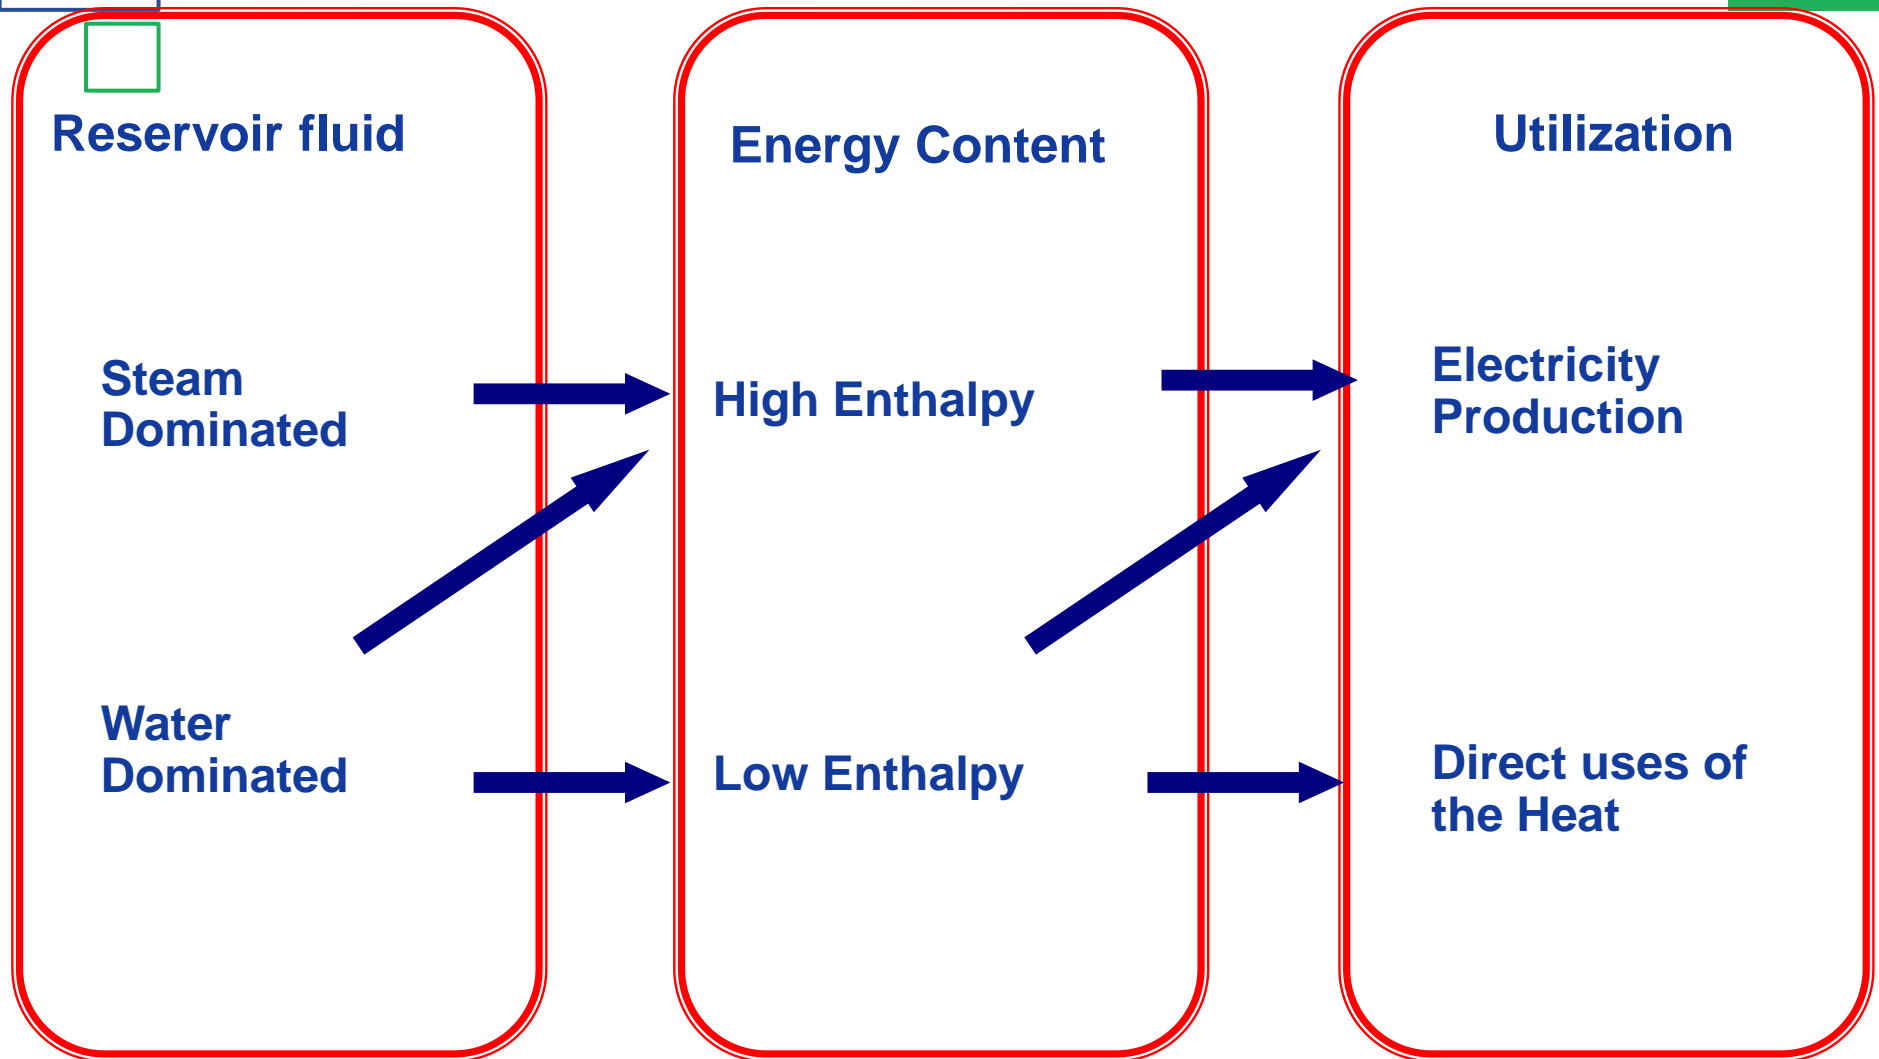 Reservoir fluid
Energy Content
Utilization
Steam
Dominated
High Enthalpy
Electricity
Production
Water
Dominated
Low Enthalpy
Direct uses of
the Heat